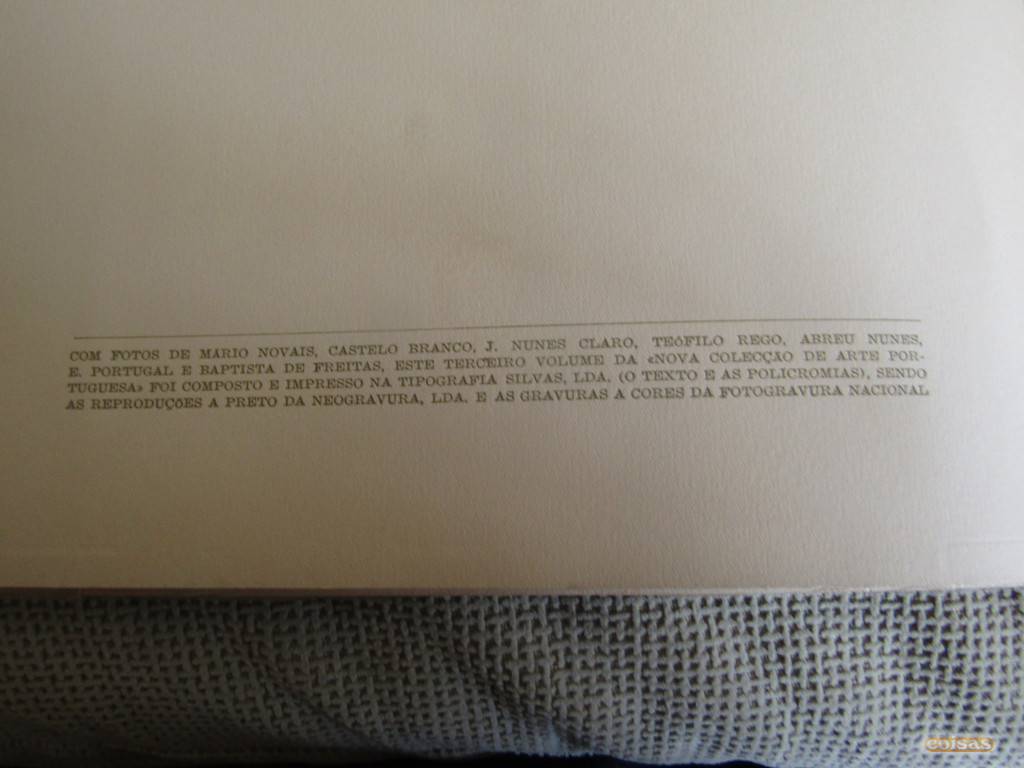 COM FOTOS DE MÁRIO NOVAIS, CASTELO BRANCO, J. NUNES CLARO, TEÓFILO REGO, ABREU NUNES,
E. PORTUGAL E BAPTISTA DE FREITAS, ESTE TERCEIRO VOLUME DA «NOVA COLECÇÃO DE ARTE POR-
TUGUESA» FOI COMPOSTO E IMPRESSO NA TIPOGRAFIA SILVAS, LDA. (O TEXTO E AS POLICROMIAS), SENDO
AS REPRODUÇÕES A PRETO DA NEOGRAVURA, LDA. E AS GRAVURAS A CORES DA FOTOGRAVURA NACIONAL
coisas